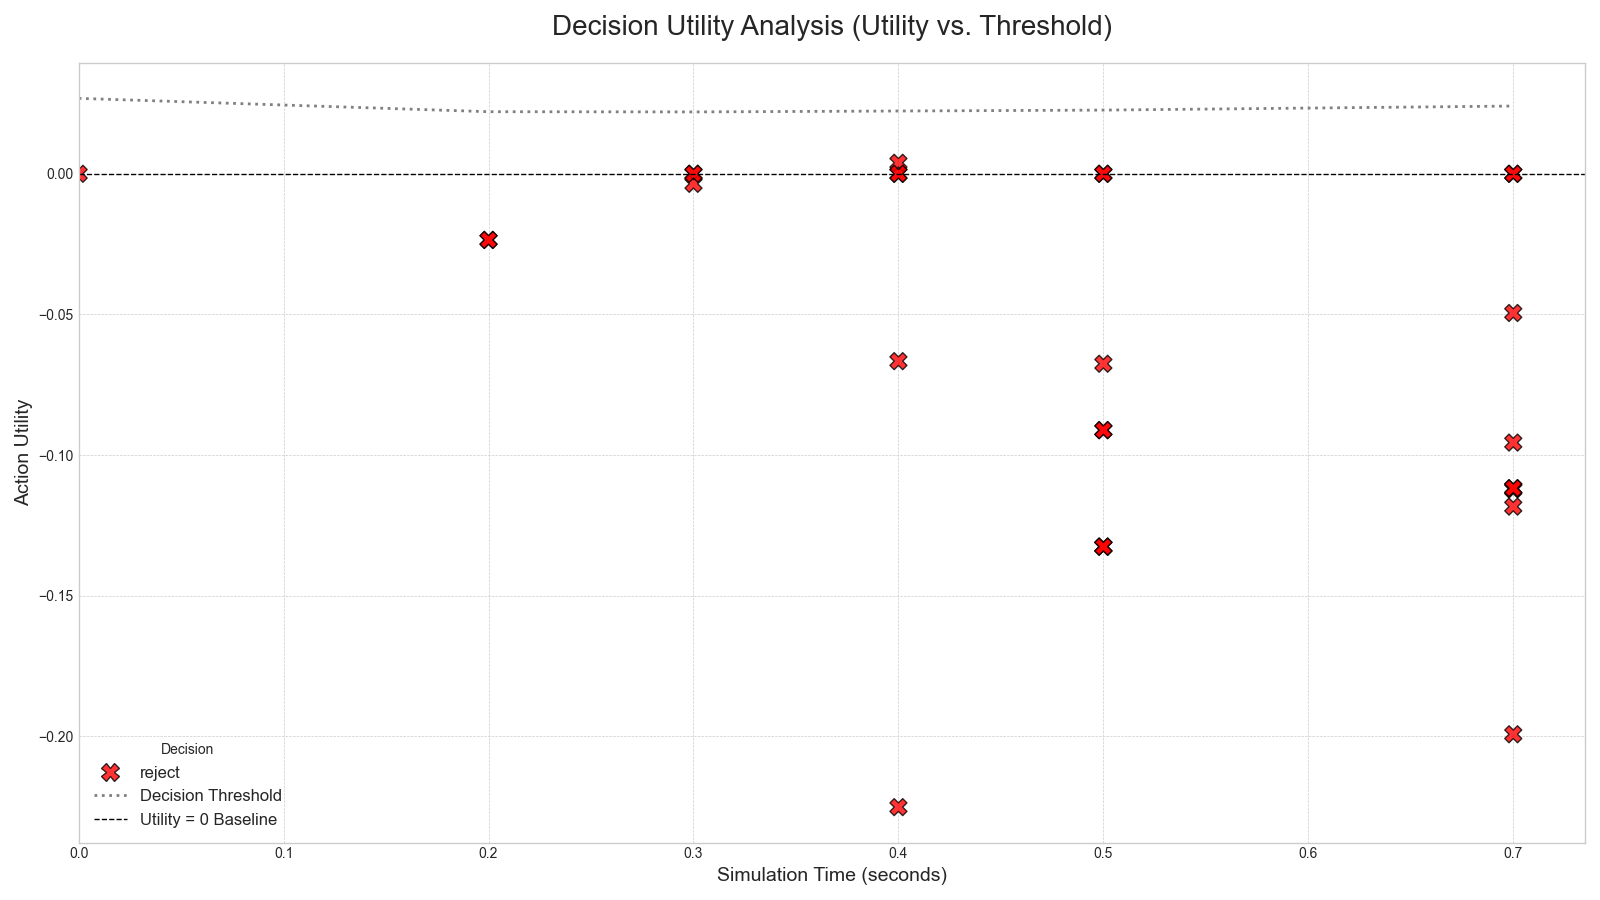 Decision Utility Analysis (Utility vs. Threshold)
0.00
−0.05
−0.10
−0.15
−0.20
Action Utility
Decision
reject
Decision Threshold
Utility = 0 Baseline
0.0 0.1 0.2 0.3 0.4 0.5 0.6 0.7
Simulation Time (seconds)